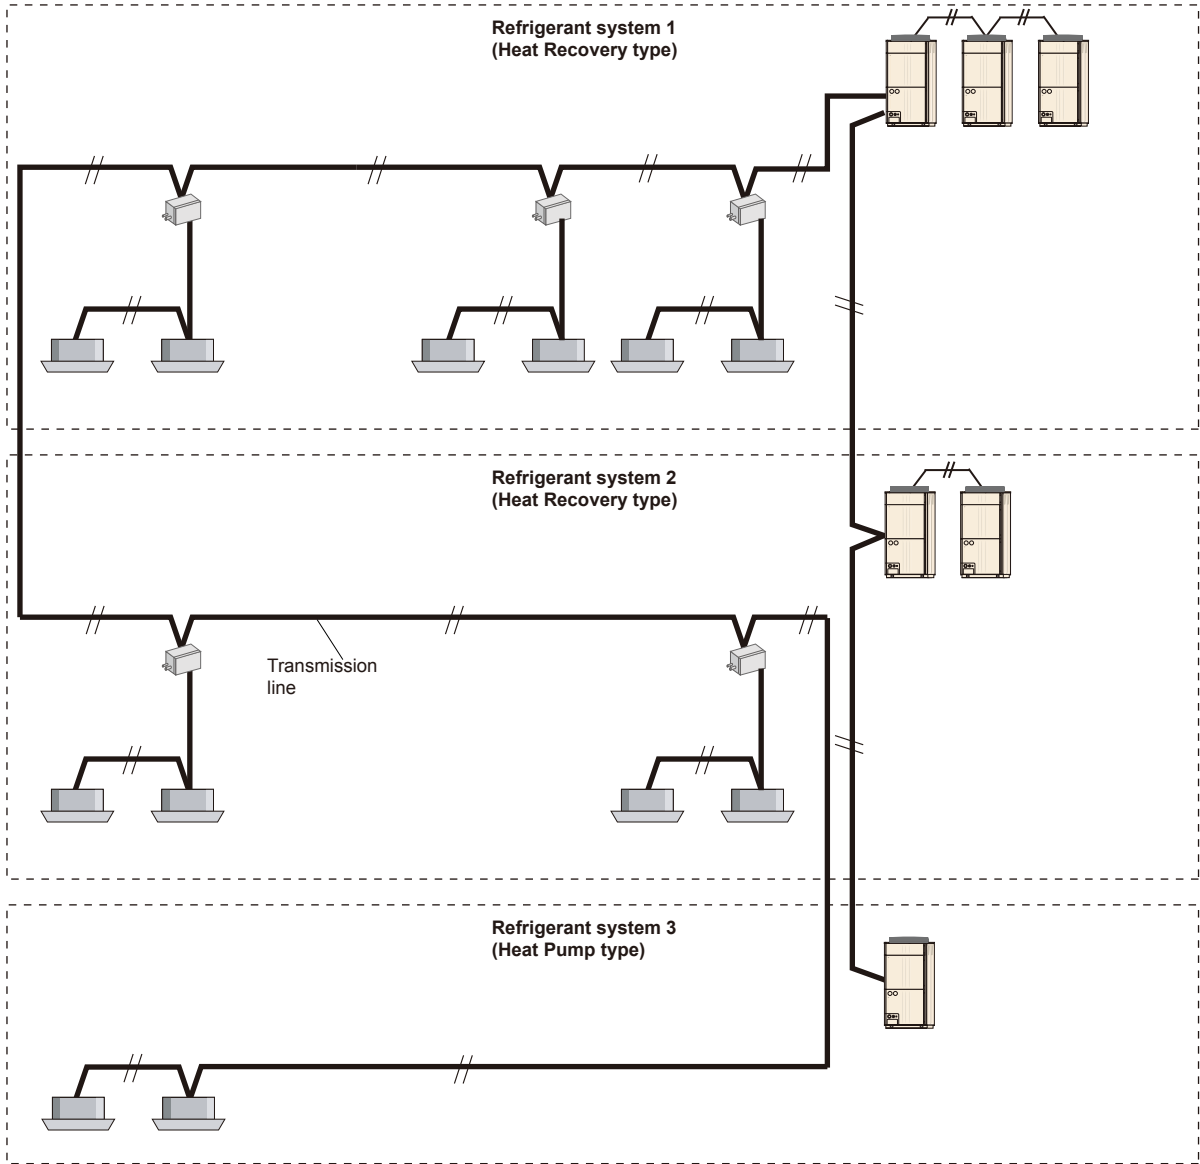 Refrigerant system 1
(Heat Recovery type)
Refrigerant system 2
(Heat Recovery type)
Transmission
line
Refrigerant system 3
(Heat Pump type)